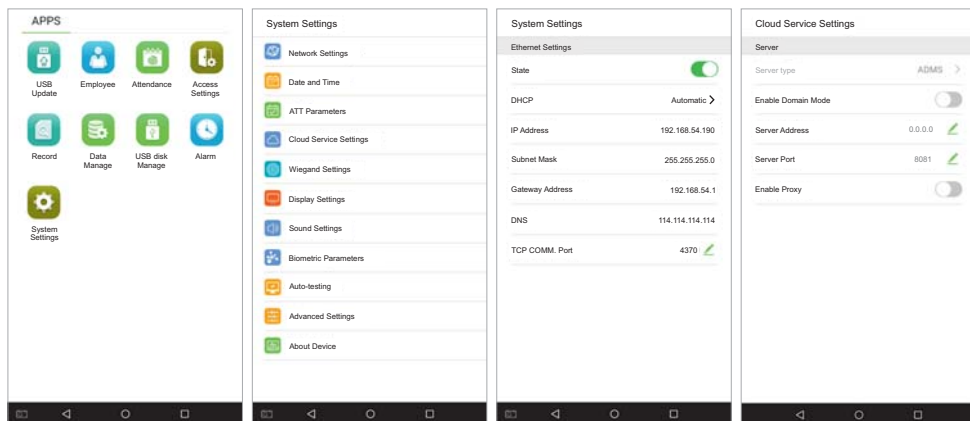 APPS
USB
Update
Employee
Attendance
Access
Settings
Record
Data
Manage
USB disk
Manage
Alarm
System
Settings
System Settings
Network Settings
Date and Time
ATT Parameters
Cloud Service Settings
Wiegand Settings
Display Settings
Sound Settings
Biometric Parameters
Auto-testing
Advanced Settings
About Device
System Settings
Ethernet Settings
State
DHCP Automatic
IP Address 192.168.54.190
Subnet Mask 255.255.255.0
Gateway Address 192.168.54.1
DNS 114.114.114.114
TCP COMM. Port 4370
Cloud Service Settings
Server
Server type ADMS
Enable Domain Mode
Server Address 0.0.0.0
Server Port 8081
Enable Proxy